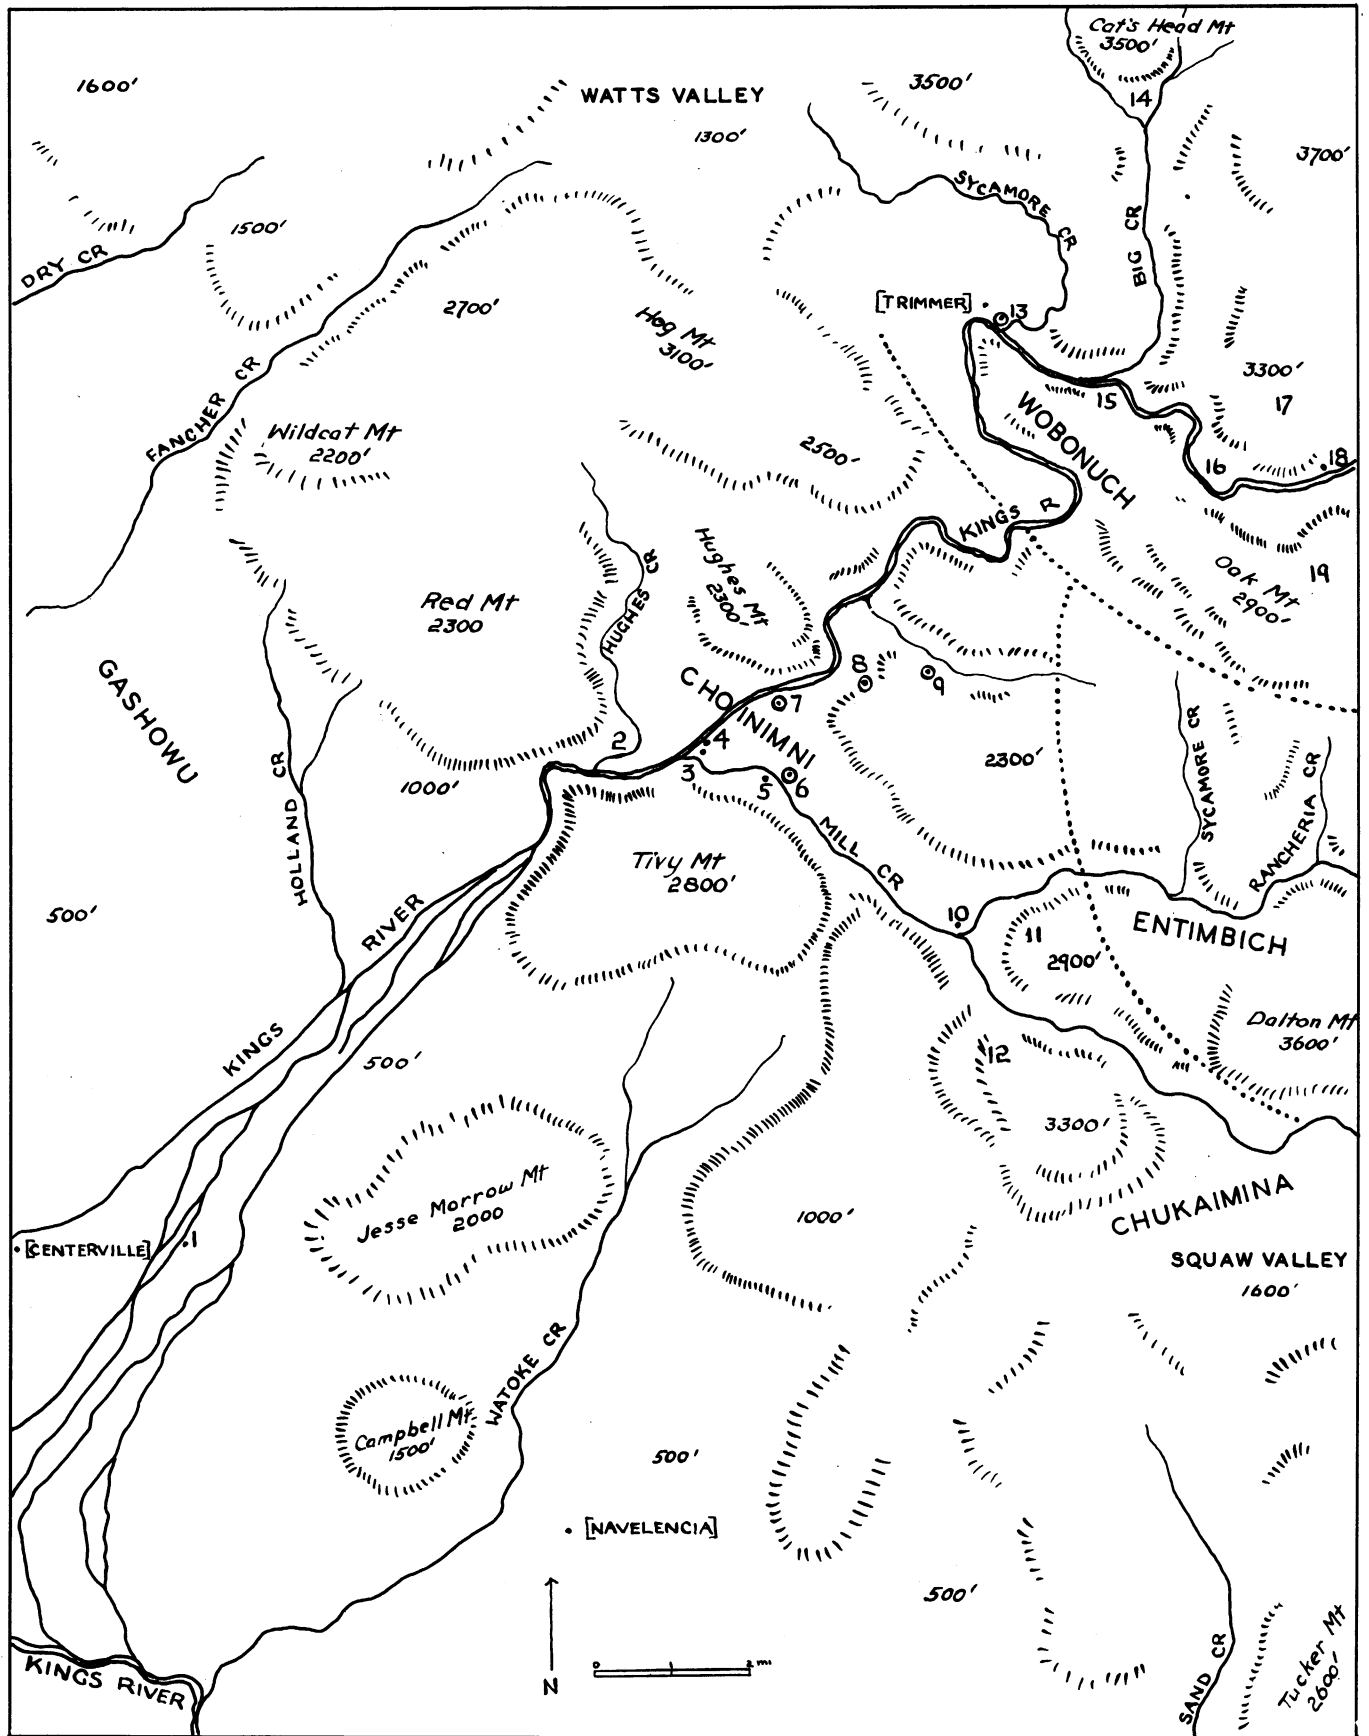 Cat's Head Mt
3500'
1600'
WATTS VALLEY
3500'
14
1300'
3700'
SYCAMORE CR
1500'
DRY CR
BIG CR
2700'
[TRIMMER]
13
Hog Mt
3100'
FANCHER CR
3300'
15
17
WOBONUCH
Wildcat Mt
2200'
2500'
16
18
KINGS R
Hughes Mt
2300'
HUGHES CR
Oak Mt
2900'
19
Red Mt
2300
GASHOWU
CHOINIMNI
8
9
7
2
4
3
5
6
HOLLAND CR
1000'
2300'
SYCAMORE CR
RANCHERIA CR
MILL CR
Tivy Mt
2800'
500'
RIVER
10
11
2900'
ENTIMBICH
KINGS
500'
12
Dalton Mt
3600'
3300'
Jesse Morrow Mt
2000
1000'
CHUKAIMINA
[CENTERVILLE]
1
SQUAW VALLEY
1600'
WATOKE CR
Campbell Mt
1500'
500'
[NAVELENCIA]
500'
N
0 1 2 mi
KINGS RIVER
SAND CR
Tucker Mt
2600'